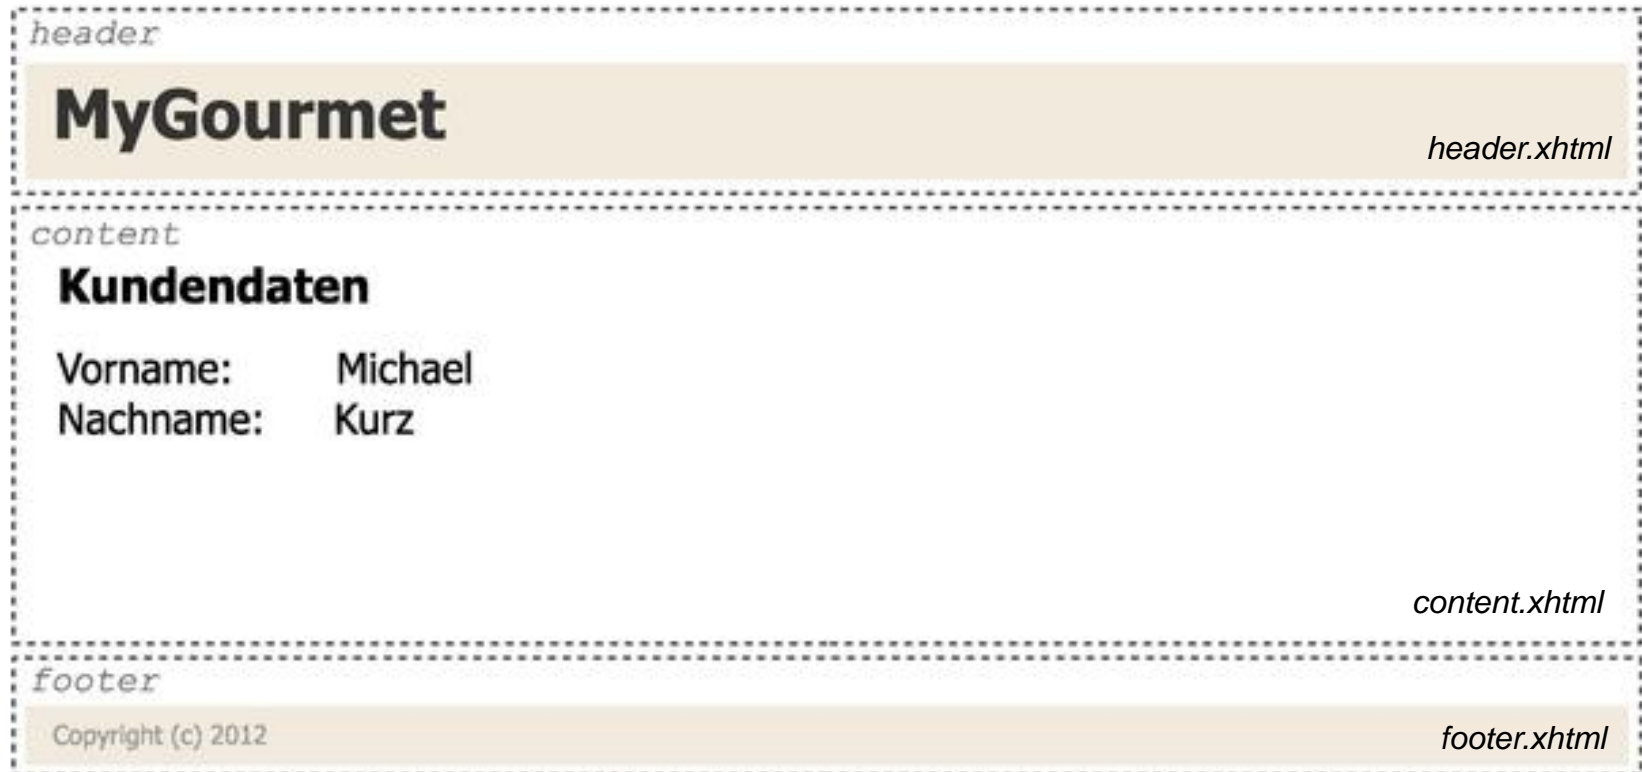 header
MyGourmet
header.xhtml
content
Kundendaten
Vorname: Michael
Nachname: Kurz
content.xhtml
footer
Copyright (c) 2012
footer.xhtml